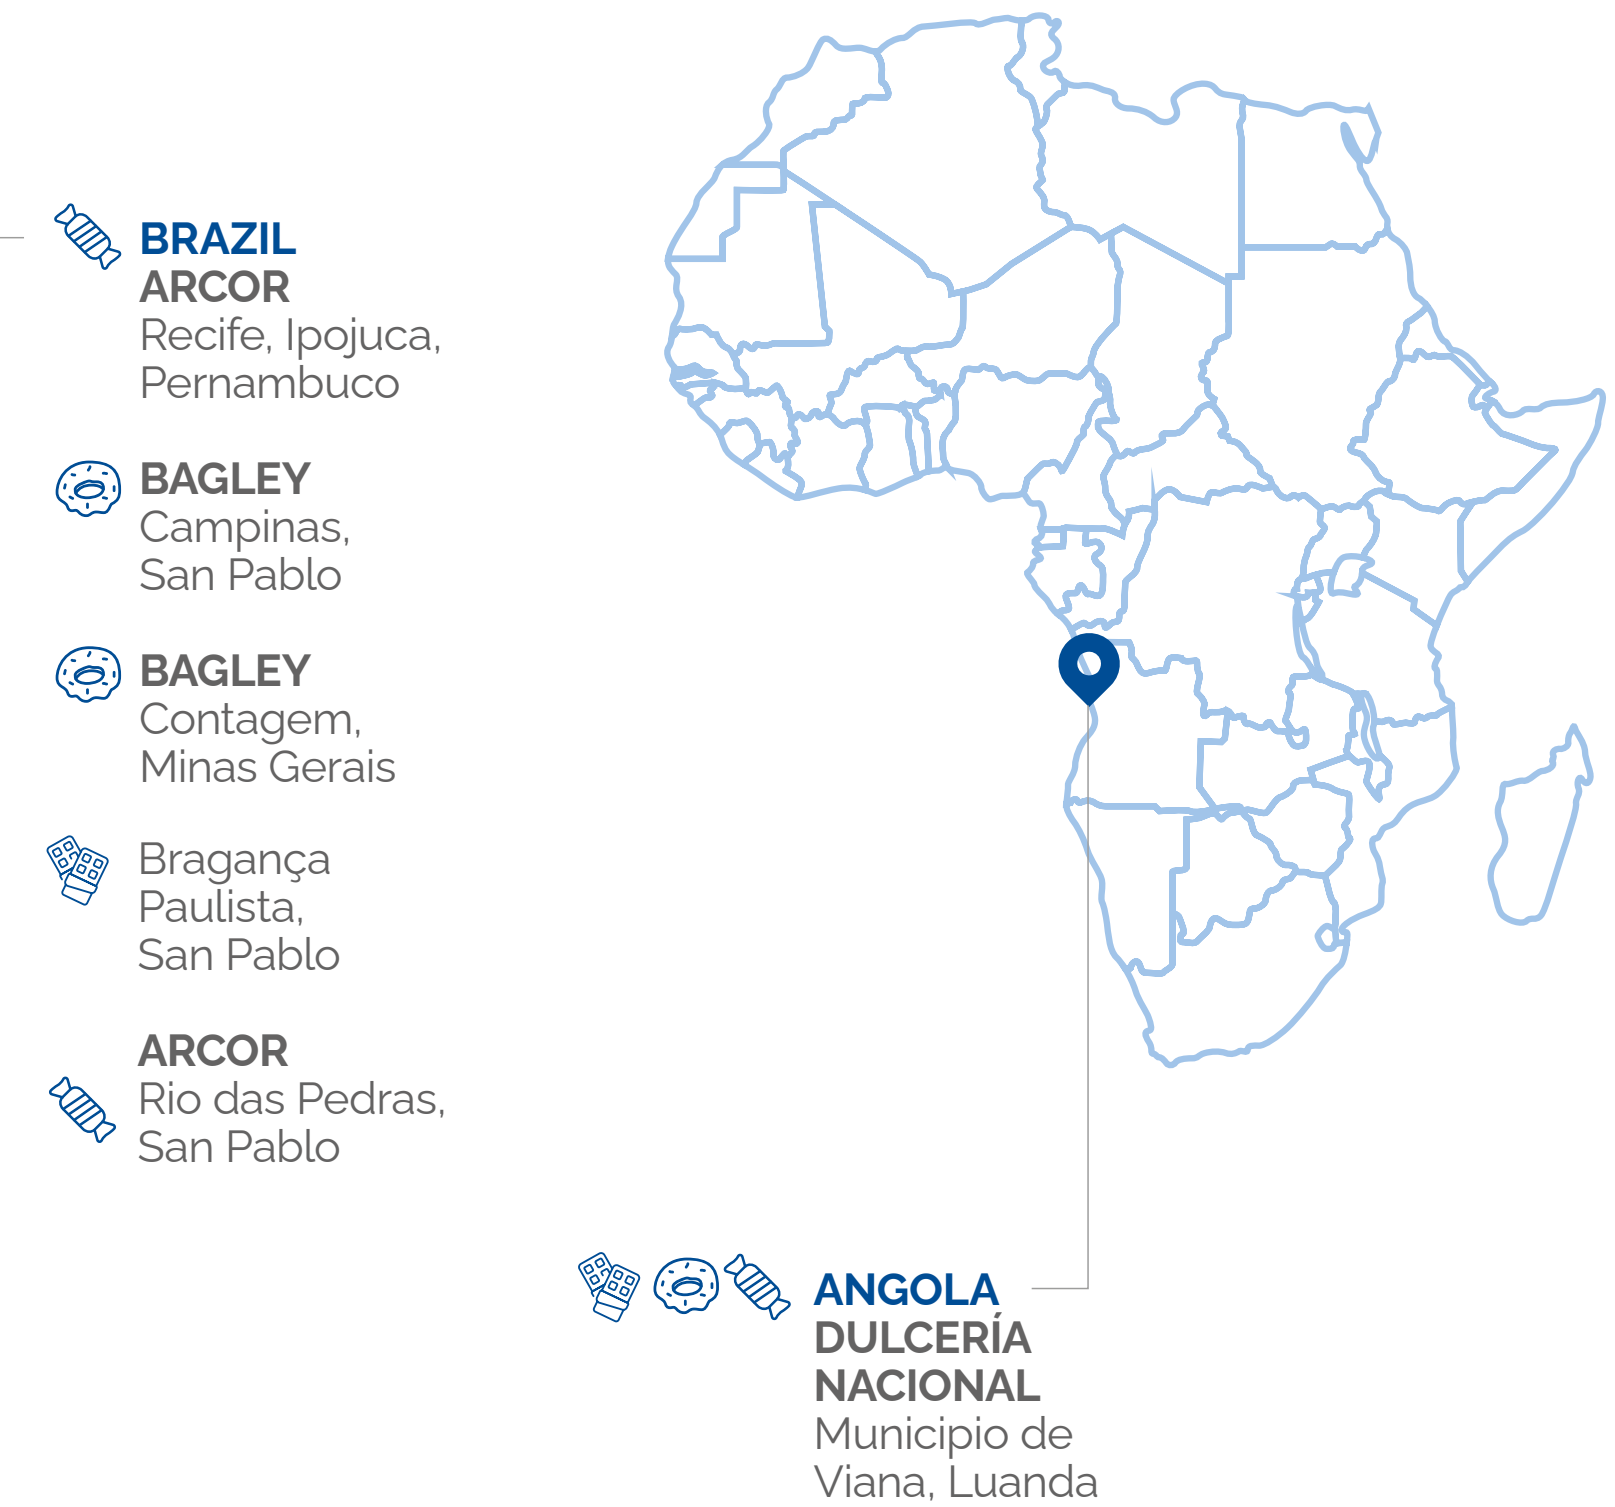 BRAZIL
ARCOR
Recife, Ipojuca,
Pernambuco
BAGLEY
Campinas,
San Pablo
BAGLEY
Contagem,
Minas Gerais
Bragança
Paulista,
San Pablo
ARCOR
Rio das Pedras,
San Pablo
ANGOLA
DULCERÍA
NACIONAL
Municipio de
Viana, Luanda